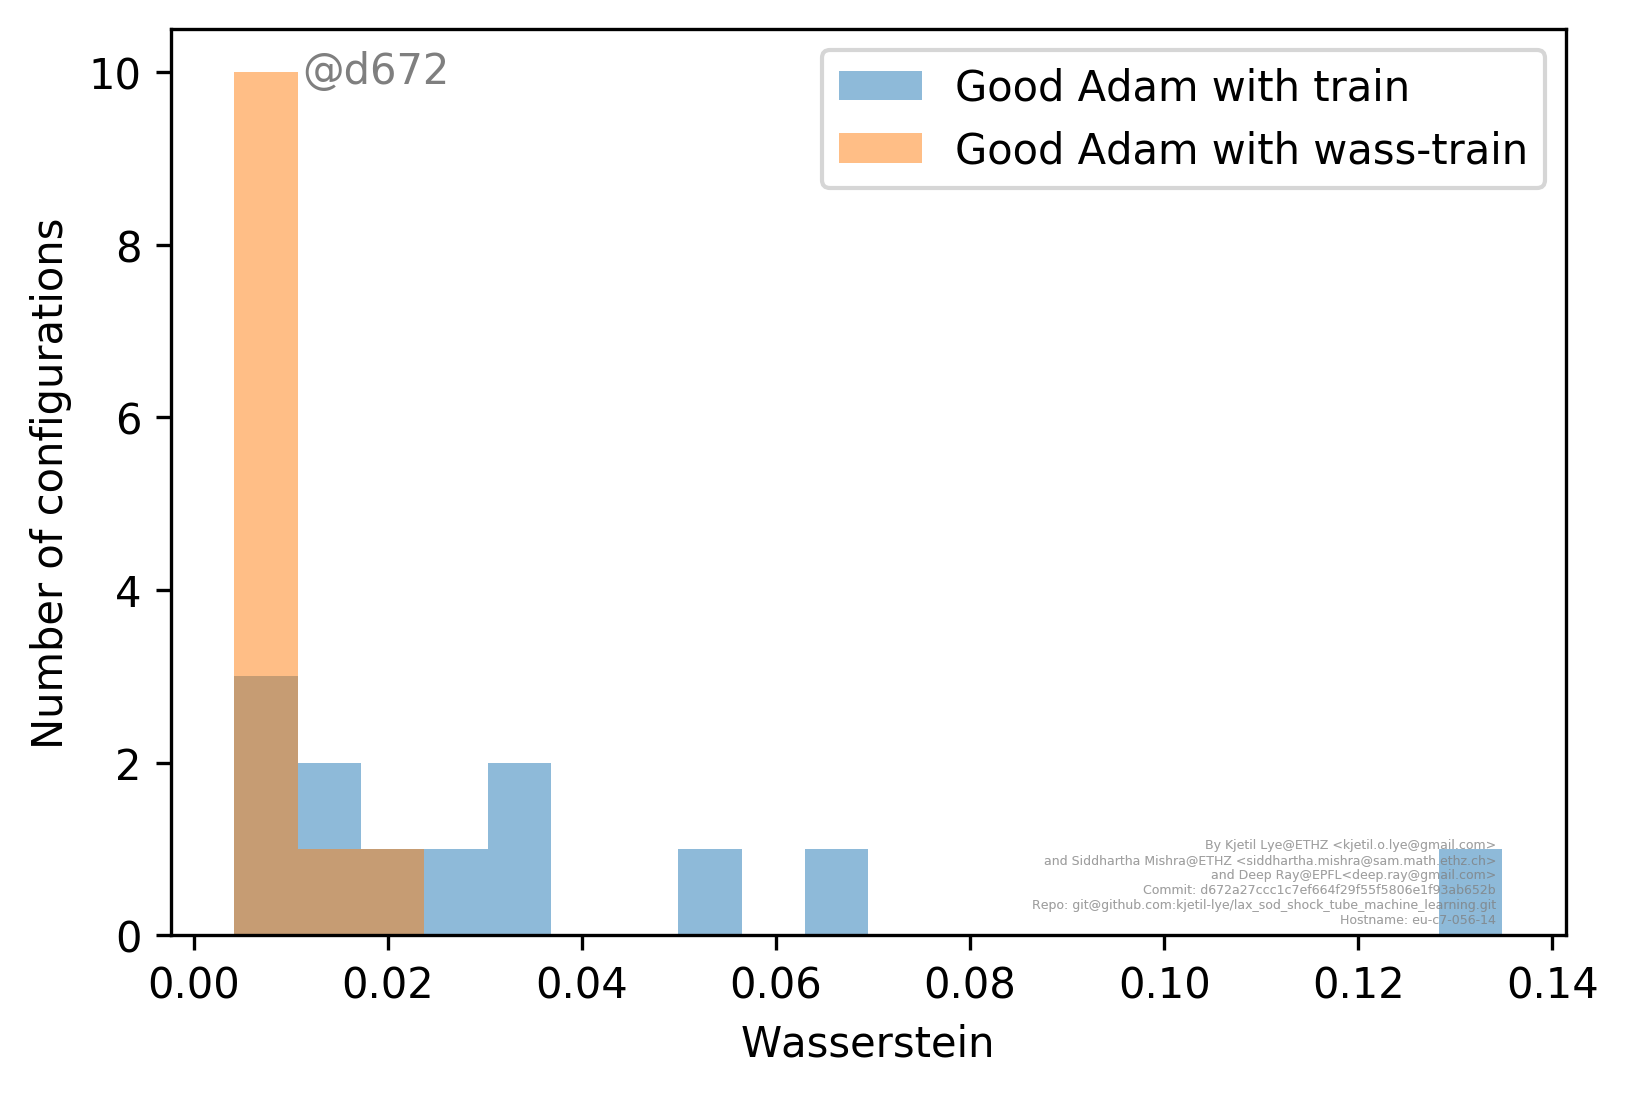 @d672
Good Adam with train
Good Adam with wass-train
Number of configurations
10
8
6
4
2
0
0.00 0.02 0.04 0.06 0.08 0.10 0.12 0.14
Wasserstein
By Kjetil Lye@ETHZ <kjetil.o.lye@gmail.com>
and Siddhartha Mishra@ETHZ <siddhartha.mishra@sam.math.ethz.ch>
and Deep Ray@EPFL<deep.ray@gmail.com>
Commit: d672a27ccc1c7ef664f29f55f5806e1f93ab652b
Repo: git@github.com:kjetil-lye/lax_sod_shock_tube_machine_learning.git
Hostname: eu-c7-056-14